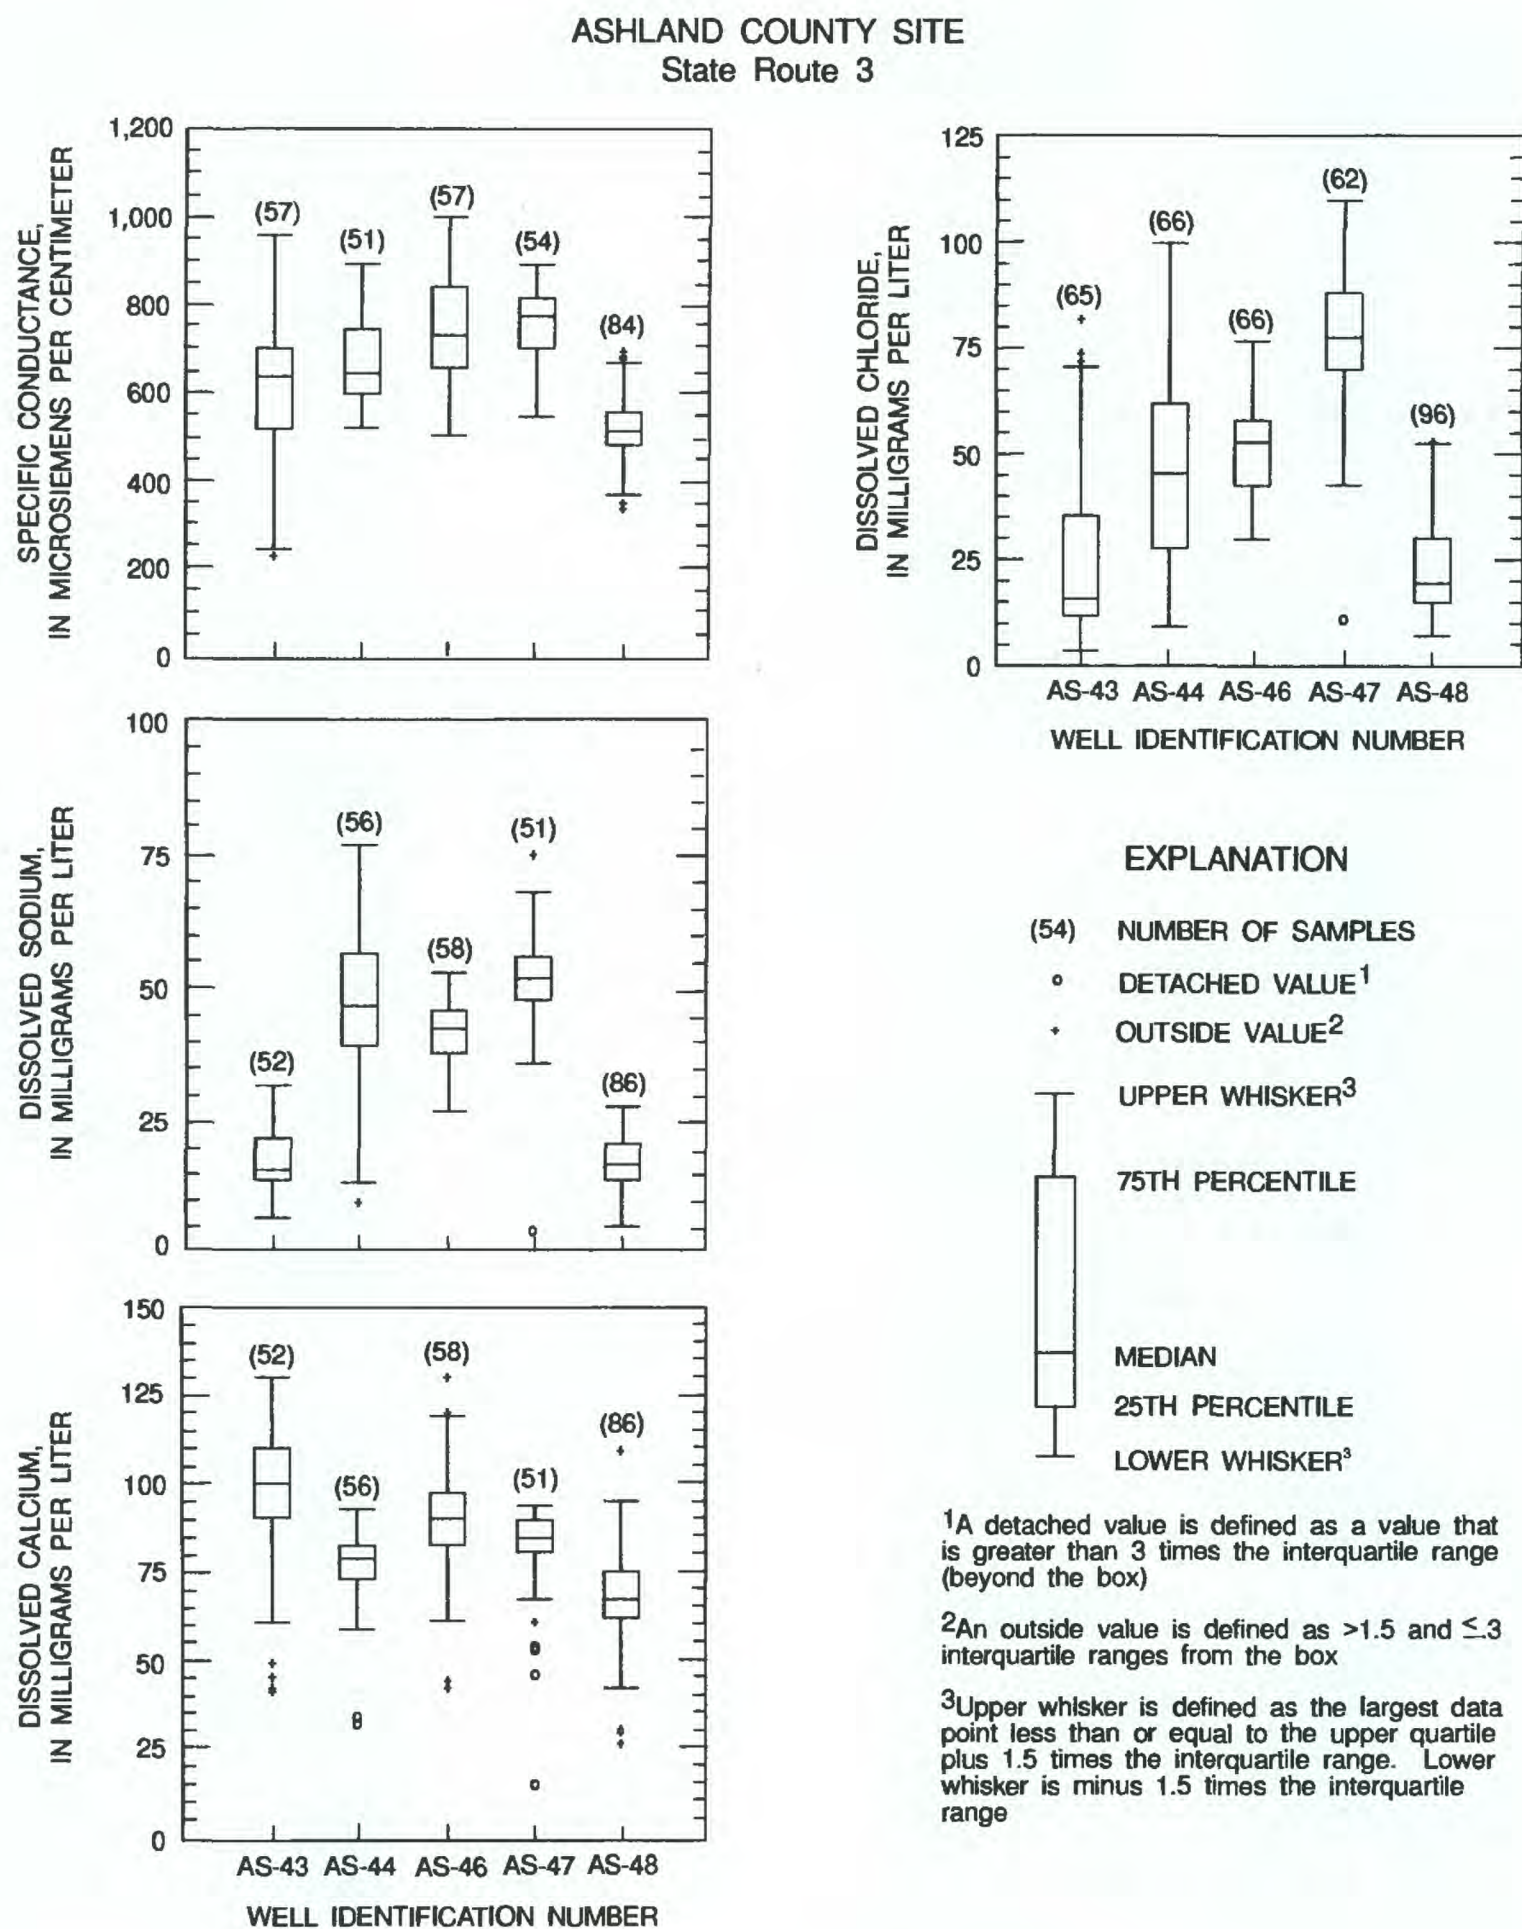 ASHLAND COUNTY SITE
State Route 3
SPECIFIC CONDUCTANCE,
IN MICROSIEMENS PER CENTIMETER
1,200
1,000
800
600
400
200
0
(57)
(51)
(57)
(54)
(84)
DISSOLVED CHLORIDE,
IN MILLIGRAMS PER LITER
125
100
75
50
25
0
(65)
(66)
(66)
(62)
(96)
AS-43 AS-44 AS-46 AS-47 AS-48
WELL IDENTIFICATION NUMBER
DISSOLVED SODIUM,
IN MILLIGRAMS PER LITER
100
75
50
25
0
(52)
(56)
(58)
(51)
(86)
DISSOLVED CALCIUM,
IN MILLIGRAMS PER LITER
150
125
100
75
50
25
0
(52)
(56)
(58)
(51)
(86)
AS-43 AS-44 AS-46 AS-47 AS-48
WELL IDENTIFICATION NUMBER
EXPLANATION
(54) NUMBER OF SAMPLES
DETACHED VALUE1
OUTSIDE VALUE2
UPPER WHISKER3
75TH PERCENTILE
MEDIAN
25TH PERCENTILE
LOWER WHISKER3
1A detached value is defined as a value that
is greater than 3 times the interquartile range
(beyond the box)
2An outside value is defined as >1.5 and ≤3
interquartile ranges from the box
3Upper whisker is defined as the largest data
point less than or equal to the upper quartile
plus 1.5 times the interquartile range. Lower
whisker is minus 1.5 times the interquartile
range